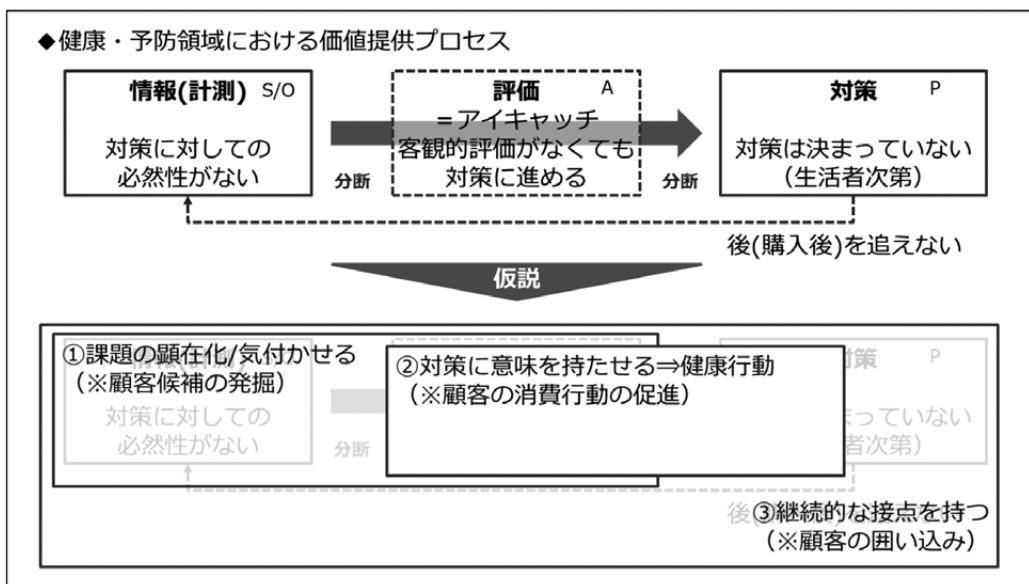 ◆健康・予防領域における価値提供プロセス
情報(計測) S/O
対策に対しての
必然性がない
分断
評価 A
＝アイキャッチ
客観的評価がなくても
対策に進める
分断
対策 P
対策は決まっていない
（生活者次第）
後(購入後)を追えない
仮説
①課題の顕在化/気付かせる
（※顧客候補の発掘）
対策に対しての
必然性がない
分断
②対策に意味を持たせる⇒健康行動
（※顧客の消費行動の促進）
対策 P
まっていない
者次第）
③継続的な接点を持つ
（※顧客の囲い込み）